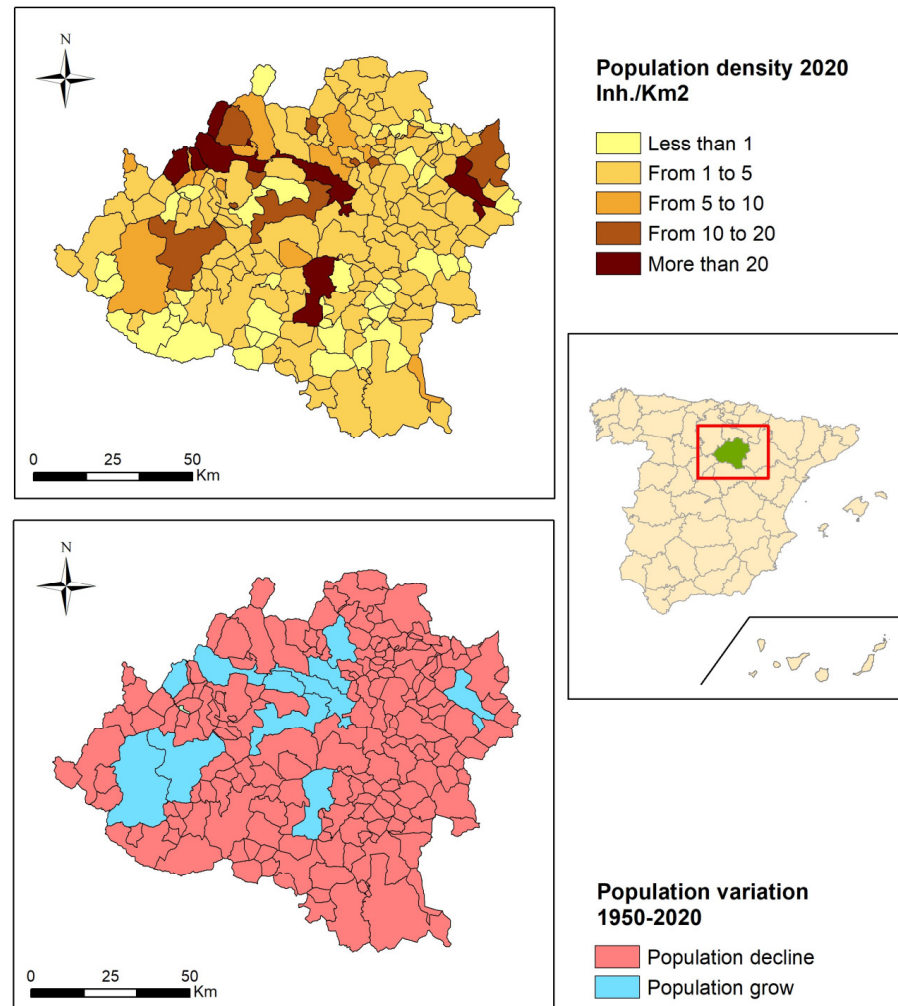 N
0 25 50
Km
Population density 2020
Inh./Km2
Less than 1
From 1 to 5
From 5 to 10
From 10 to 20
More than 20
N
0 25 50
Km
Population variation
1950-2020
Population decline
Population grow